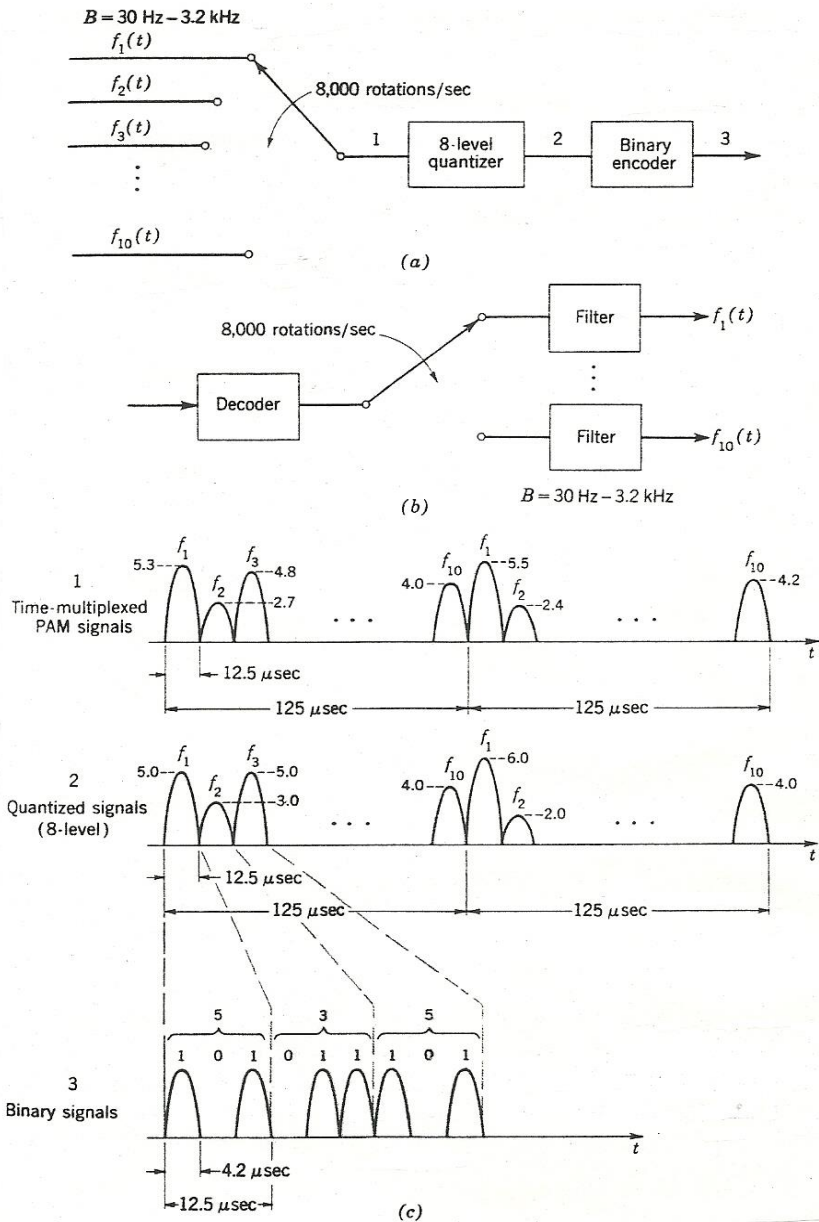 B = 30 Hz – 3.2 kHz
f1(t)
f2(t)
f3(t)
f10(t)
8,000 rotations/sec
1
8-level
quantizer
2
Binary
encoder
3
(a)
8,000 rotations/sec
Decoder
Filter
f1(t)
Filter
f10(t)
B = 30 Hz – 3.2 kHz
(b)
1
Time-multiplexed
PAM signals
5.3
f1
f2
2.7
f3
4.8
. . .
4.0
f10
f1
5.5
f2
2.4
. . .
f10
4.2
t
12.5 μsec
125 μsec
125 μsec
2
Quantized signals
(8-level)
5.0
f1
f2
3.0
f3
5.0
. . .
4.0
f10
f1
6.0
f2
2.0
. . .
f10
4.0
t
12.5 μsec
125 μsec
125 μsec
3
Binary signals
5 3 5
1 0 1 0 1 1 1 0 1
t
4.2 μsec
12.5 μsec
(c)